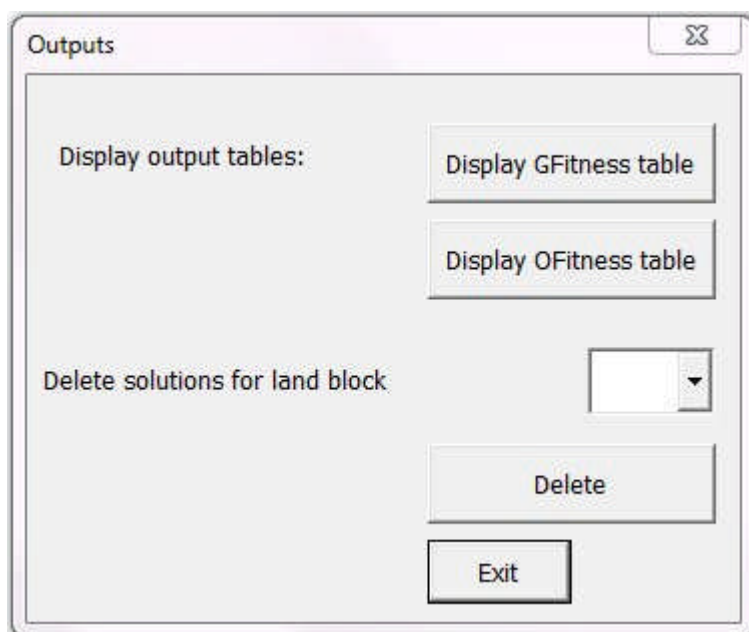 Outputs
Display output tables:
Display GFitness table
Display OFitness table
Delete solutions for land block
Delete
Exit